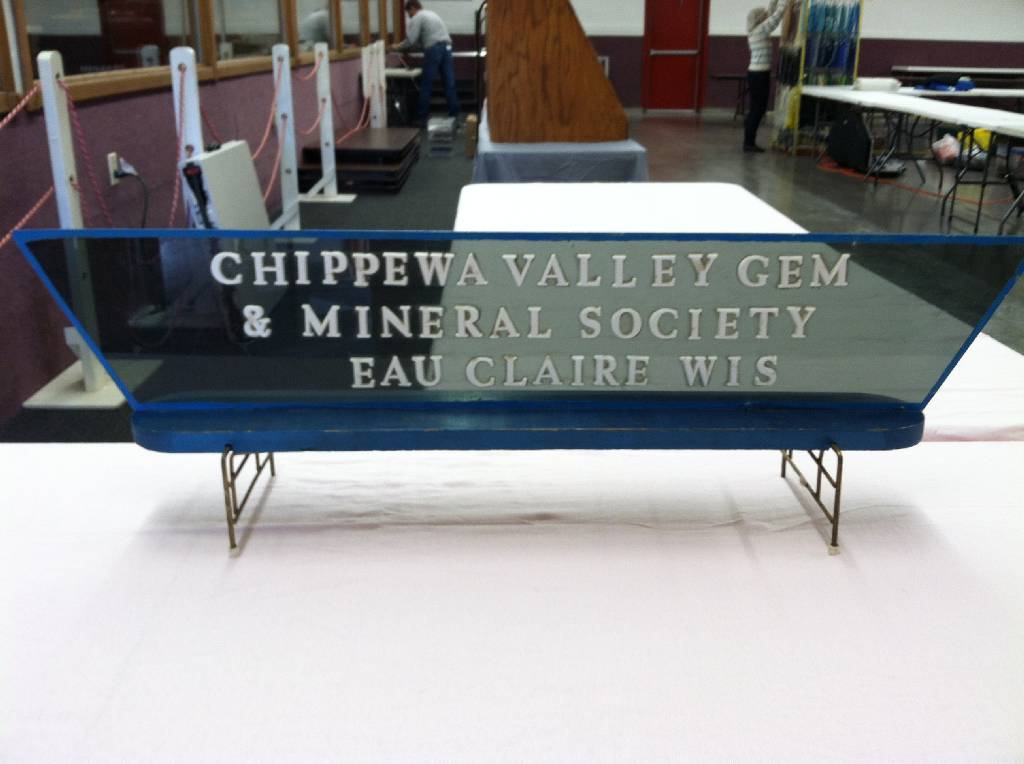 CHIPPEWA VALLEY GEM
& MINERAL SOCIETY
EAU CLAIRE WIS